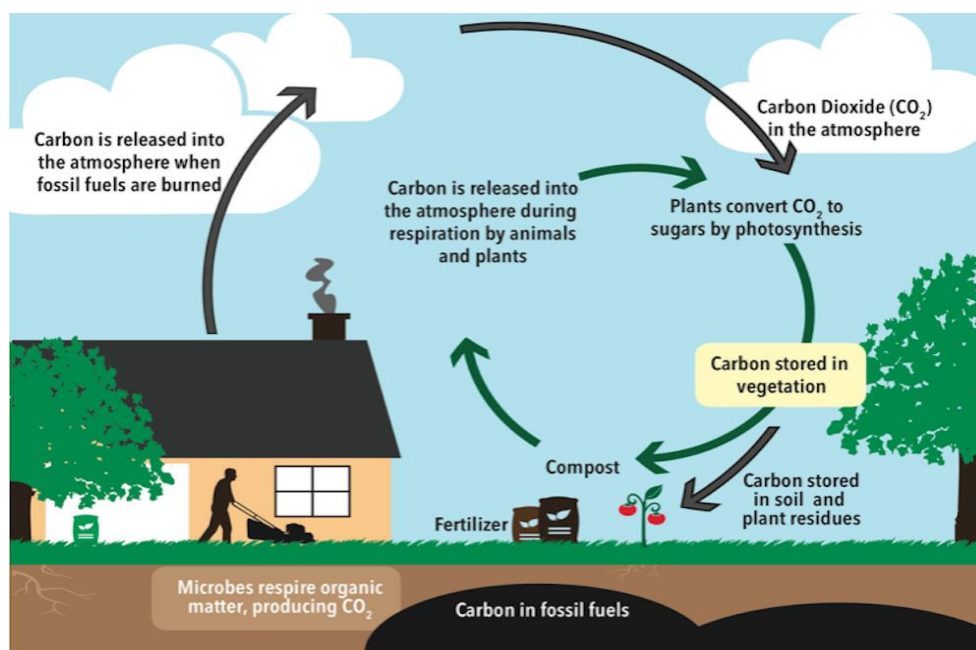 Carbon is released into
the atmosphere when
fossil fuels are burned
Carbon Dioxide (CO₂)
in the atmosphere
Carbon is released into
the atmosphere during
respiration by animals
and plants
Plants convert CO₂ to
sugars by photosynthesis
Carbon stored in
vegetation
Compost
Carbon stored
in soil and
plant residues
Fertilizer
Microbes respire organic
matter, producing CO₂
Carbon in fossil fuels